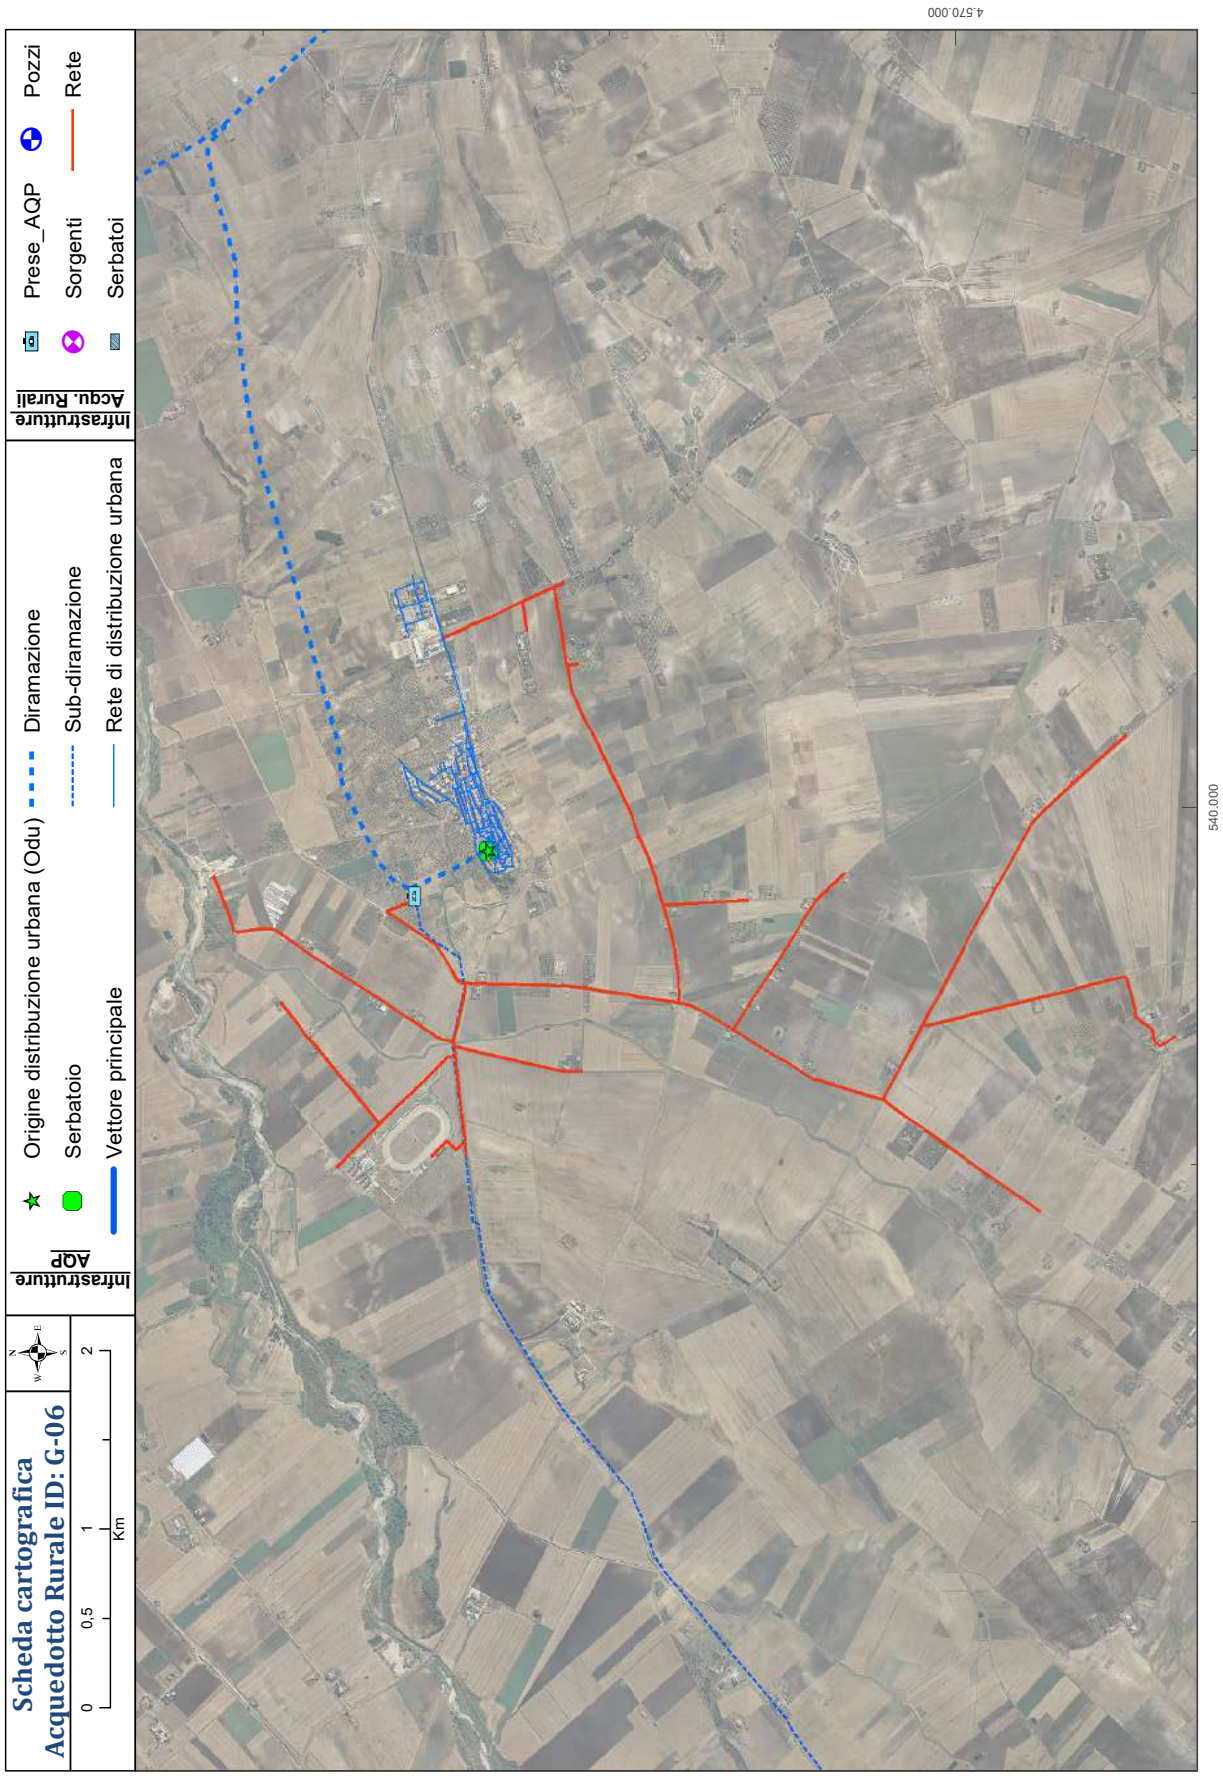 Scheda cartografica
Acquedotto Rurale ID: G-06
0 0,5 1 2
Km
N
W E
S
Infrastrutture
AQP
Origine distribuzione urbana (Odu)
Serbatoio
Vettore principale
Diramazione
Sub-diramazione
Rete di distribuzione urbana
Infrastrutture
Acqu. Rurali
Prese_AQP
Sorgenti
Serbatoi
Pozzi
Rete
540.000
4.570.000